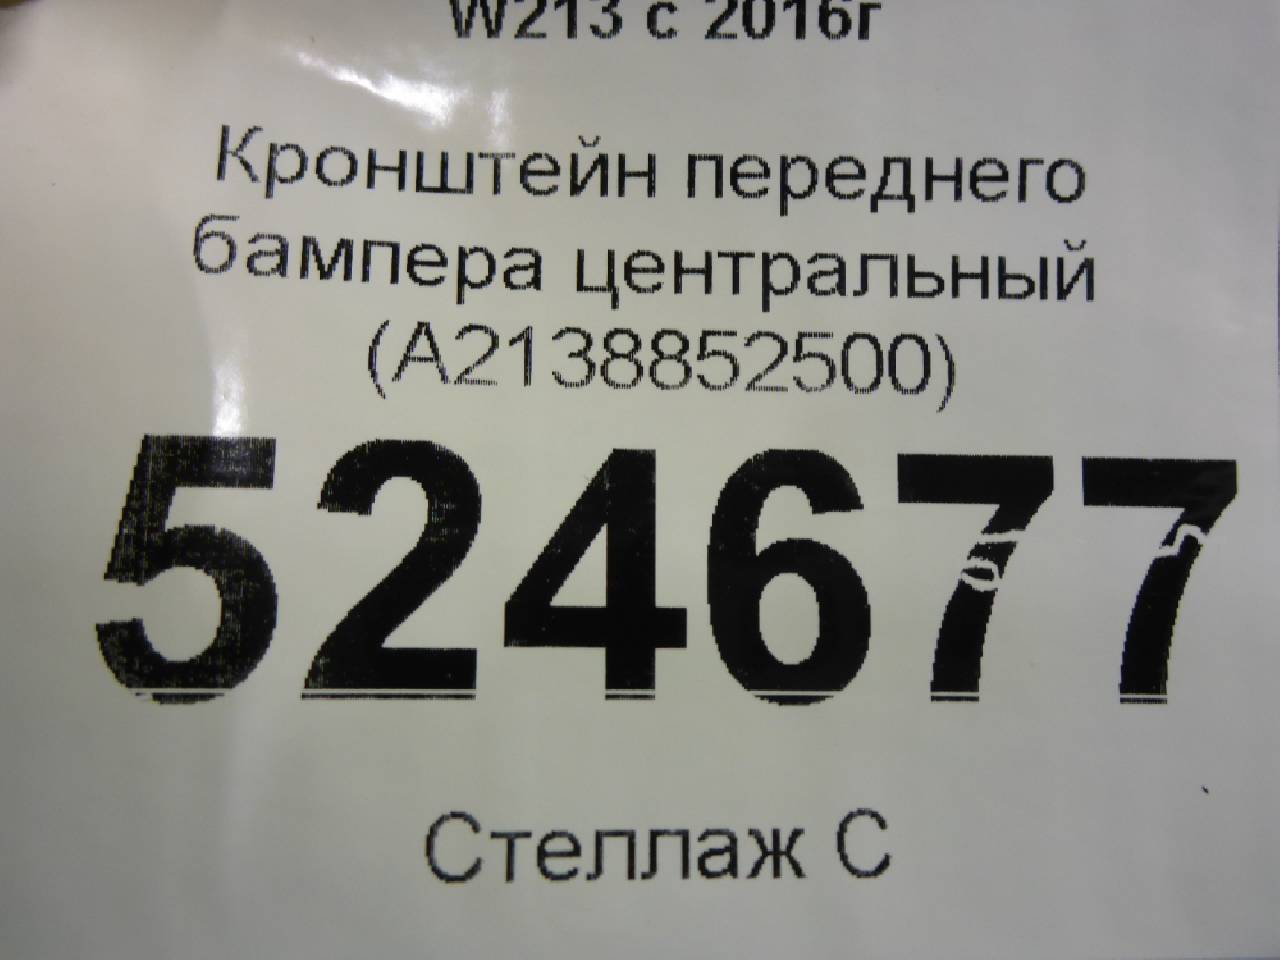 W213 с 2016г
Кронштейн переднего
бампера центральный
(A2138852500)
524677
Стеллаж С